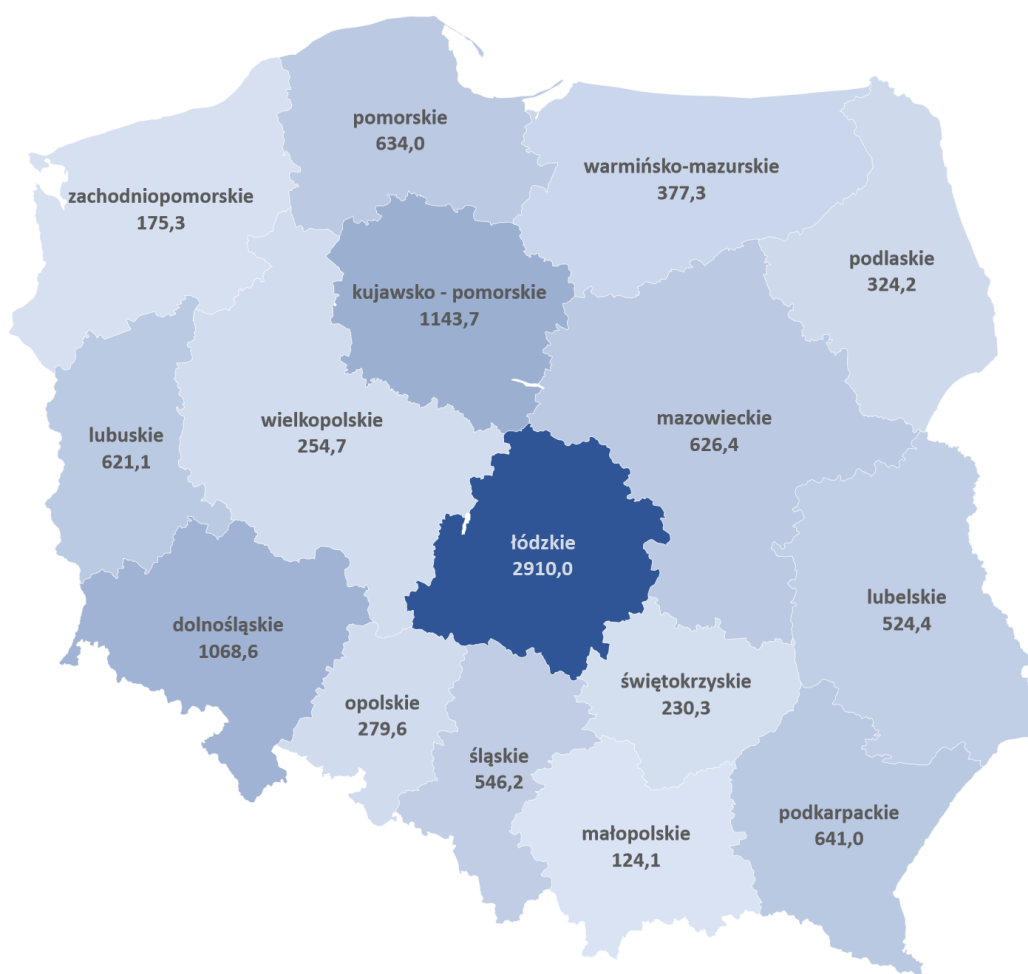 pomorskie
634,0
warmińsko-mazurskie
377,3
zachodniopomorskie
175,3
podlaskie
324,2
kujawsko - pomorskie
1143,7
wielkopolskie
254,7
mazowieckie
626,4
lubuskie
621,1
łódzkie
2910,0
lubelskie
524,4
dolnośląskie
1068,6
świętokrzyskie
230,3
opolskie
279,6
śląskie
546,2
podkarpackie
641,0
małopolskie
124,1